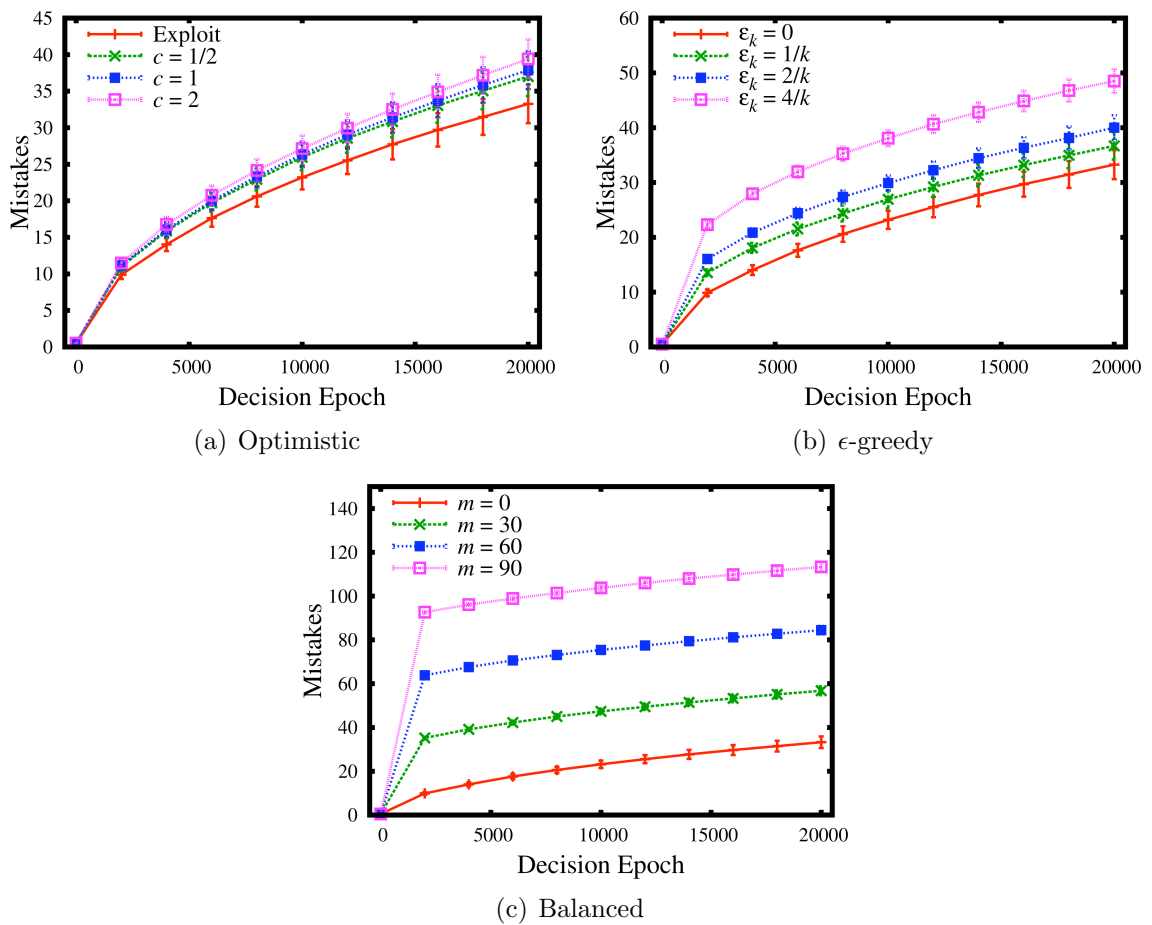 45
40
35
30
25
20
15
10
5
0
Mistakes
Exploit
c = 1/2
c = 1
c = 2
0 5000 10000 15000 20000
Decision Epoch
(a) Optimistic
60
50
40
30
20
10
0
Mistakes
εk = 0
εk = 1/k
εk = 2/k
εk = 4/k
0 5000 10000 15000 20000
Decision Epoch
(b) ϵ-greedy
140
120
100
80
60
40
20
0
Mistakes
m = 0
m = 30
m = 60
m = 90
0 5000 10000 15000 20000
Decision Epoch
(c) Balanced